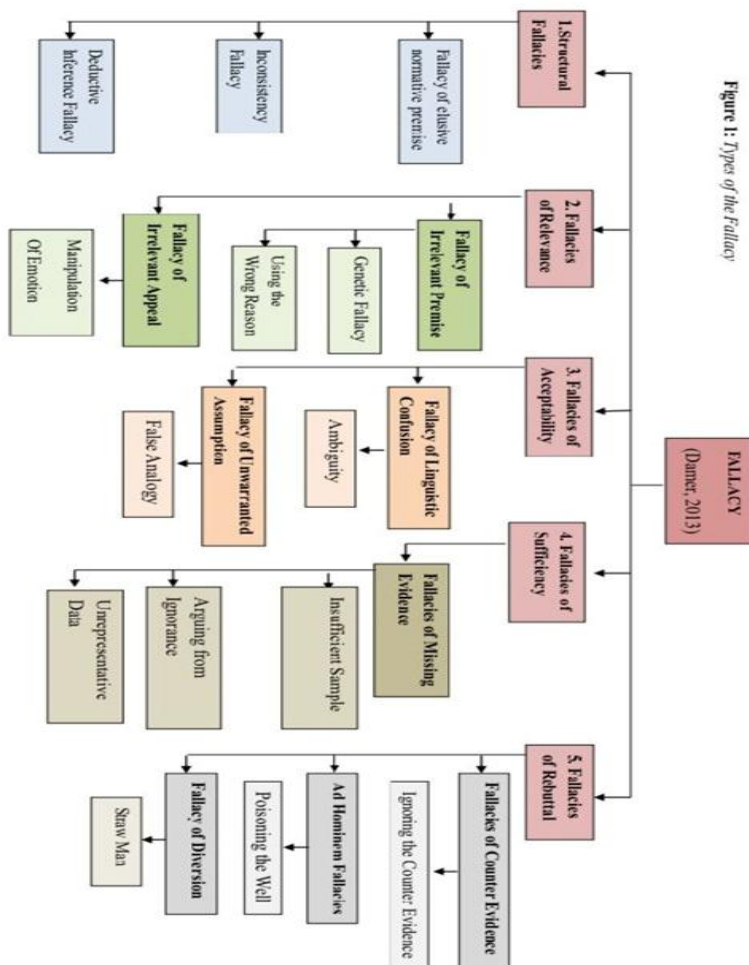 Figure 1: Types of the Fallacy
FALLACY
(Damer, 2013)
1.Structural
Fallacies
Fallacy of elusive
normative premise
Inconsistency
Fallacy
Deductive
Inference Fallacy
2. Fallacies
of Relevance
Fallacy of
Irrelevant Premise
Genetic Fallacy
Using the
Wrong Reason
Fallacy of
Irrelevant Appeal
Manipulation
Of Emotion
3. Fallacies of
Acceptability
Fallacy of Linguistic
Confusion
Ambiguity
Fallacy of Unwarranted
Assumption
False Analogy
4. Fallacies of
Sufficiency
Fallacies of Missing
Evidence
Insufficient Sample
Arguing from
Ignorance
Unrepresentative
Data
5. Fallacies
of Rebuttal
Fallacies of Counter Evidence
Ignoring the Counter Evidence
Ad Hominem Fallacies
Poisoning the Well
Fallacy of Diversion
Straw Man